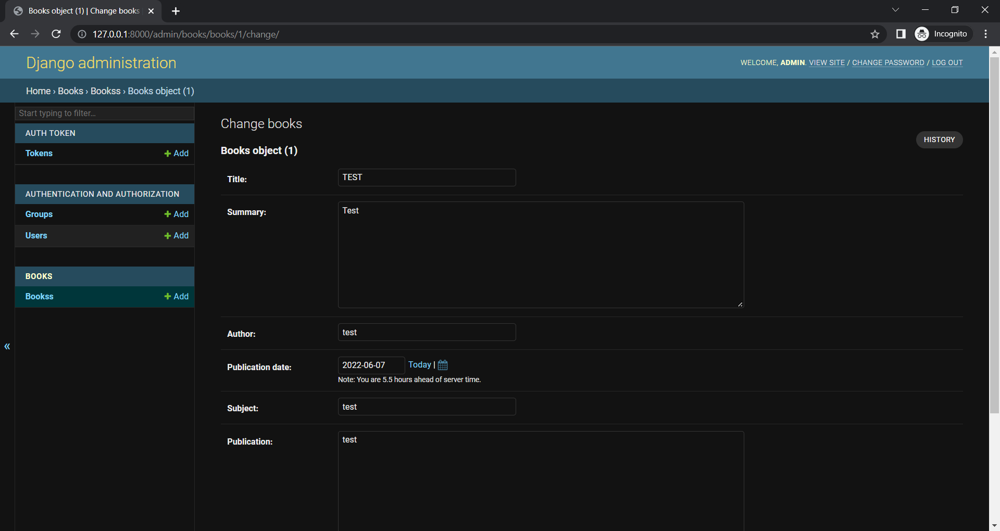 Books object (1) | Change books
127.0.0.1:8000/admin/books/books/1/change/
Incognito
Django administration
WELCOME, ADMIN. VIEW SITE / CHANGE PASSWORD / LOG OUT
Home › Books › Bookss › Books object (1)
Start typing to filter...
AUTH TOKEN
Tokens + Add
AUTHENTICATION AND AUTHORIZATION
Groups + Add
Users + Add
BOOKS
Bookss + Add
«
Change books
HISTORY
Books object (1)
Title: TEST
Summary: Test
Author: test
Publication date: 2022-06-07 Today |
Note: You are 5.5 hours ahead of server time.
Subject: test
Publication: test